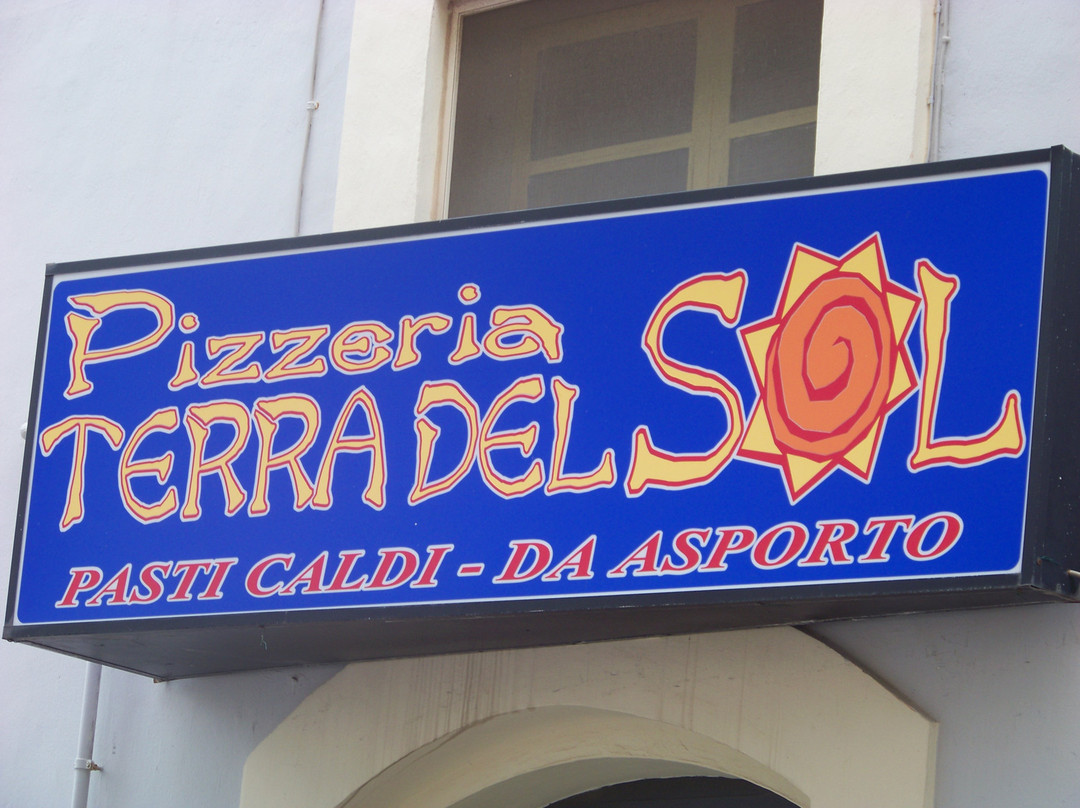 Pizzeria
TERRA DEL SOL
PASTI CALDI - DA ASPORTO